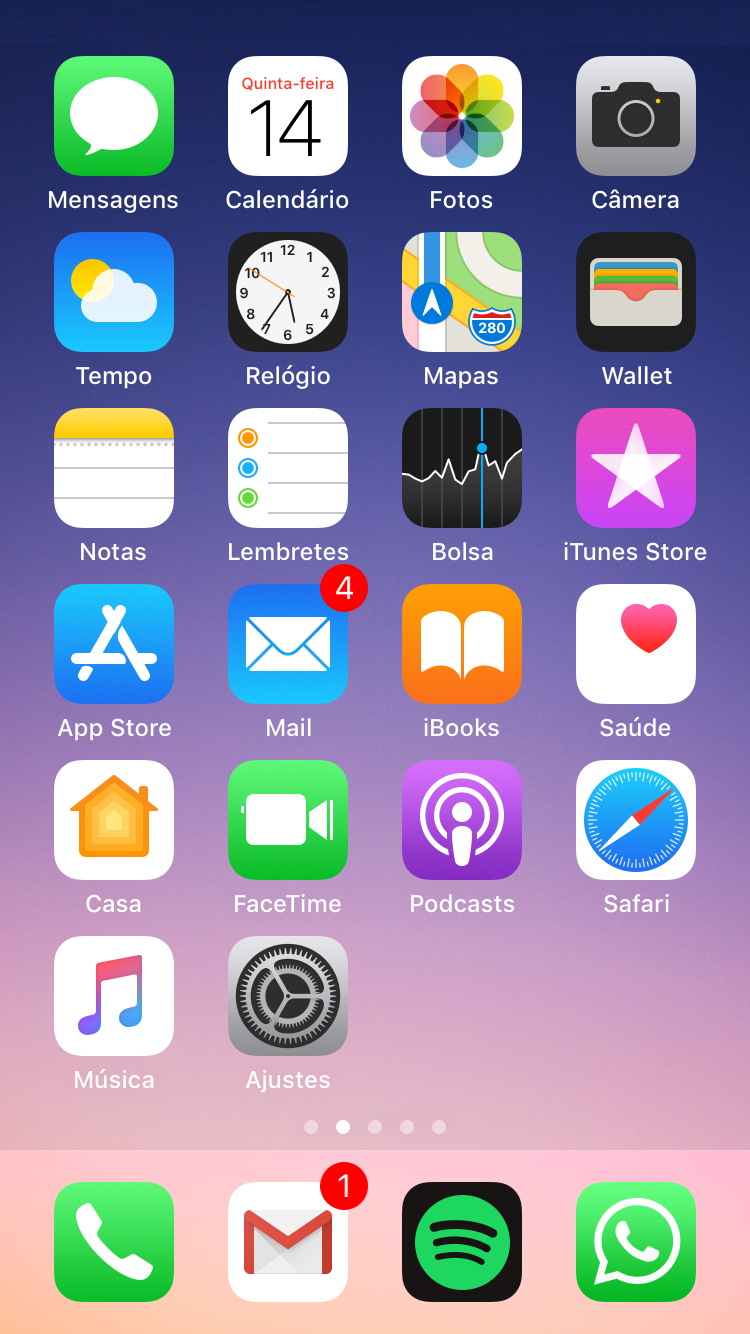 Quinta-feira
14
Mensagens
Calendário
Fotos
Câmera
12
1
2
3
4
5
6
7
8
9
10
11
280
Tempo
Relógio
Mapas
Wallet
Notas
Lembretes
Bolsa
iTunes Store
4
App Store
Mail
iBooks
Saúde
Casa
FaceTime
Podcasts
Safari
Música
Ajustes
1